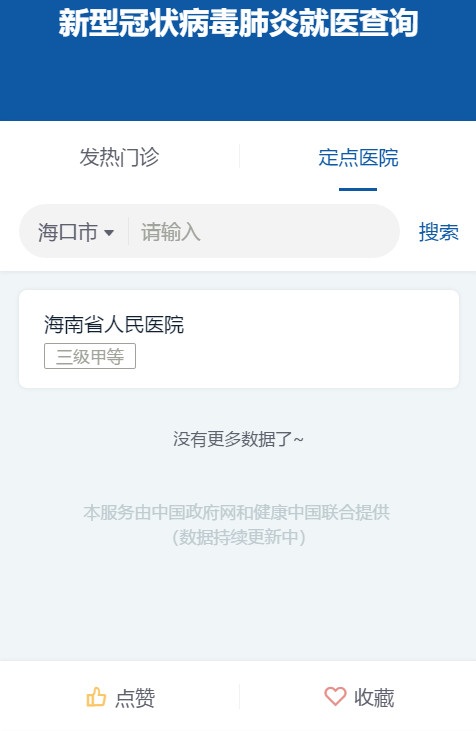 新型冠状病毒肺炎就医查询
发热门诊
定点医院
海口市
请输入
搜索
海南省人民医院
三级甲等
没有更多数据了~
本服务由中国政府网和健康中国联合提供
（数据持续更新中）
点赞
收藏